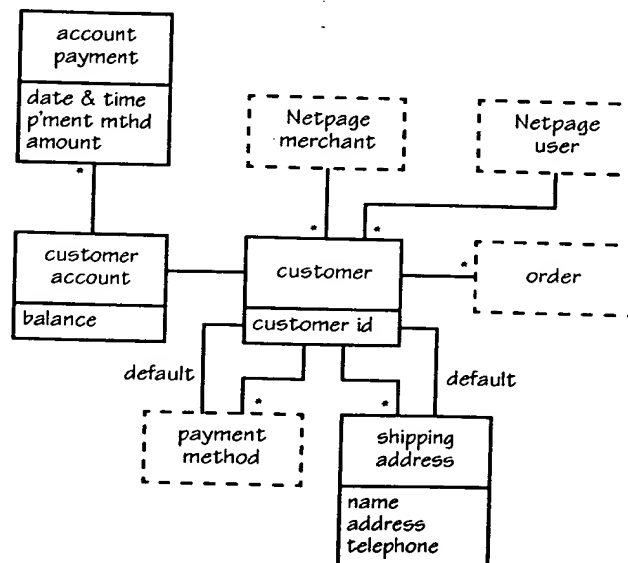 account
payment
date & time
p'ment mthd
amount
*
Netpage
merchant
*
Netpage
user
*
customer
account
balance
customer
customer id
*
order
default
*
payment
method
*
default
shipping
address
name
address
telephone